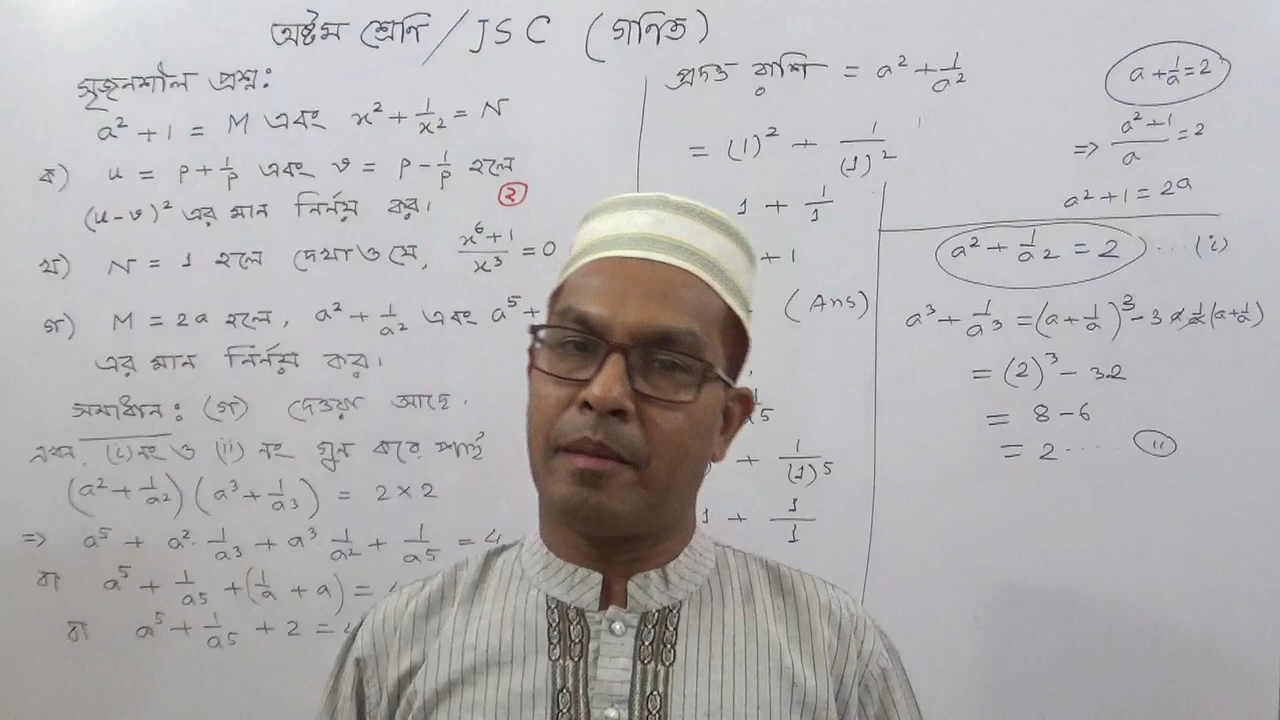 অষ্টম শ্রেনি / JSC (গনিত)
সৃজনশীল প্রশ্ন:
a² + 1 = M এবং x² + 1/x² = N
ক) u = p + 1/p এবং v = p - 1/p হলে
(u - v)² এর মান নির্নয় কর। ২
খ) N = 1 হলে দেখাও যে, (x⁶ + 1)/x³ = 0
গ) M = 2a হলে, a² + 1/a² এবং a⁵ +
এর মান নির্নয় কর।
সমাধান: (গ) দেওয়া আছে,
এখন, (i) নং ও (ii) নং গুন করে পাই
(a² + 1/a²) (a³ + 1/a³) = 2 × 2
=> a⁵ + a². 1/a³ + a³ 1/a² + 1/a⁵ = 4
বা a⁵ + 1/a⁵ + (1/a + a) =
বা a⁵ + 1/a⁵ + 2 = 4
প্রদত্ত রাশি = a² + 1/a²
= (1)² + 1/(1)²
1 + 1/1
+ 1
(Ans)
+ 1/(1)⁵
1 + 1/1
a + 1/a = 2
=> (a² + 1)/a = 2
a² + 1 = 2a
a² + 1/a² = 2 ... (i)
a³ + 1/a³ = (a + 1/a)³ - 3 a. 1/a (a + 1/a)
= (2)³ - 3.2
= 8 - 6
= 2 ..... (ii)